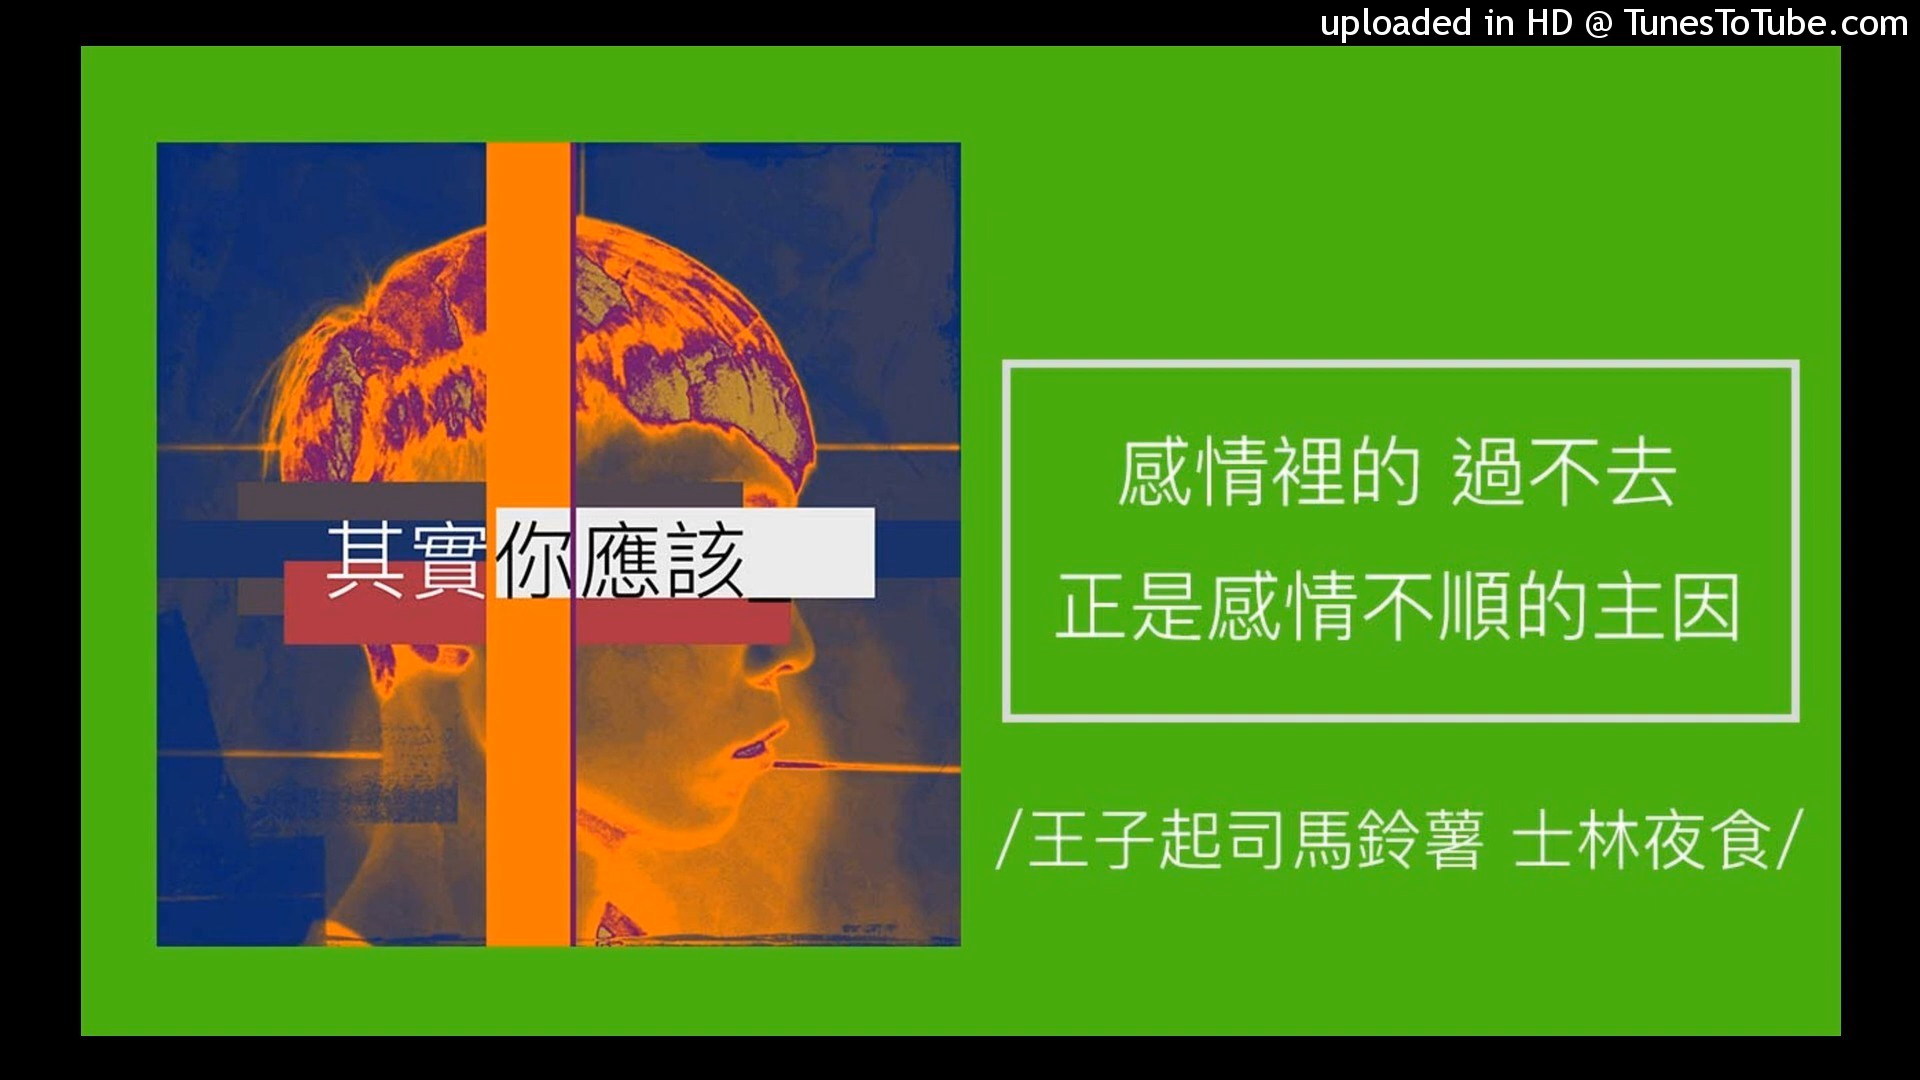 uploaded in HD @ TunesToTube.com
其實你應該_
感情裡的 過不去
正是感情不順的主因
/王子起司馬鈴薯 士林夜食/